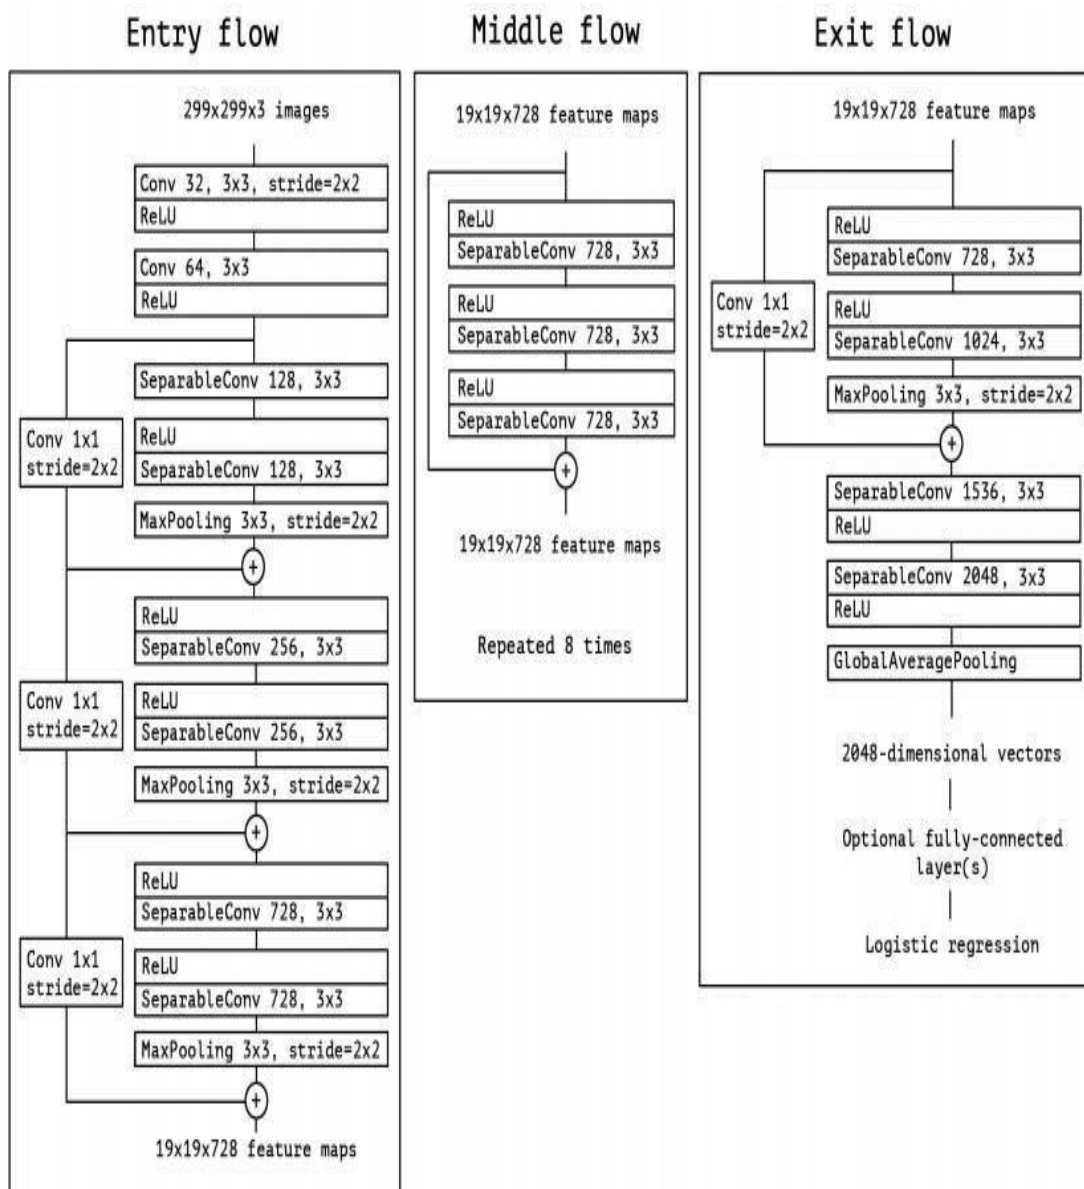 Entry flow
299x299x3 images
Conv 32, 3x3, stride=2x2
ReLU
Conv 64, 3x3
ReLU
SeparableConv 128, 3x3
Conv 1x1
stride=2x2
ReLU
SeparableConv 128, 3x3
MaxPooling 3x3, stride=2x2
+
ReLU
SeparableConv 256, 3x3
Conv 1x1
stride=2x2
ReLU
SeparableConv 256, 3x3
MaxPooling 3x3, stride=2x2
+
ReLU
SeparableConv 728, 3x3
Conv 1x1
stride=2x2
ReLU
SeparableConv 728, 3x3
MaxPooling 3x3, stride=2x2
+
19x19x728 feature maps
Middle flow
19x19x728 feature maps
ReLU
SeparableConv 728, 3x3
ReLU
SeparableConv 728, 3x3
ReLU
SeparableConv 728, 3x3
+
19x19x728 feature maps
Repeated 8 times
Exit flow
19x19x728 feature maps
ReLU
SeparableConv 728, 3x3
Conv 1x1
stride=2x2
ReLU
SeparableConv 1024, 3x3
MaxPooling 3x3, stride=2x2
+
SeparableConv 1536, 3x3
ReLU
SeparableConv 2048, 3x3
ReLU
GlobalAveragePooling
2048-dimensional vectors
Optional fully-connected
layer(s)
Logistic regression